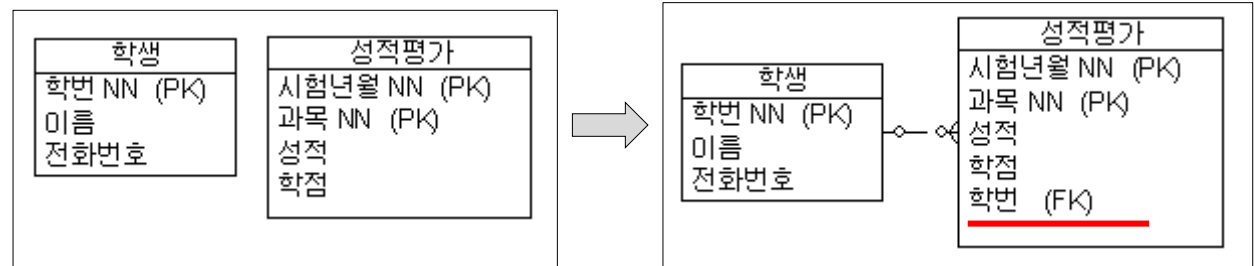 학생
학번 NN (PK)
이름
전화번호
성적평가
시험년월 NN (PK)
과목 NN (PK)
성적
학점
학생
학번 NN (PK)
이름
전화번호
성적평가
시험년월 NN (PK)
과목 NN (PK)
성적
학점
학번 (FK)